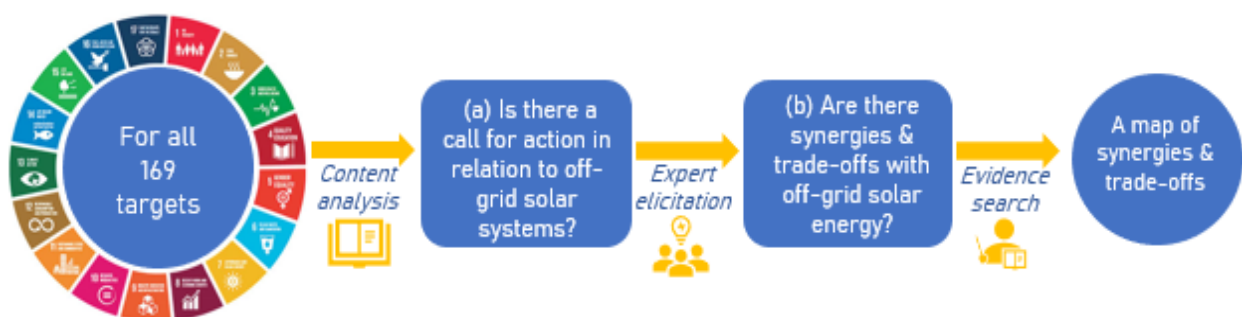 For all
169
targets
Content
analysis
(a) Is there a
call for action in
relation to off-
grid solar
systems?
Expert
elicitation
(b) Are there
synergies &
trade-offs with
off-grid solar
energy?
Evidence
search
A map of
synergies &
trade-offs